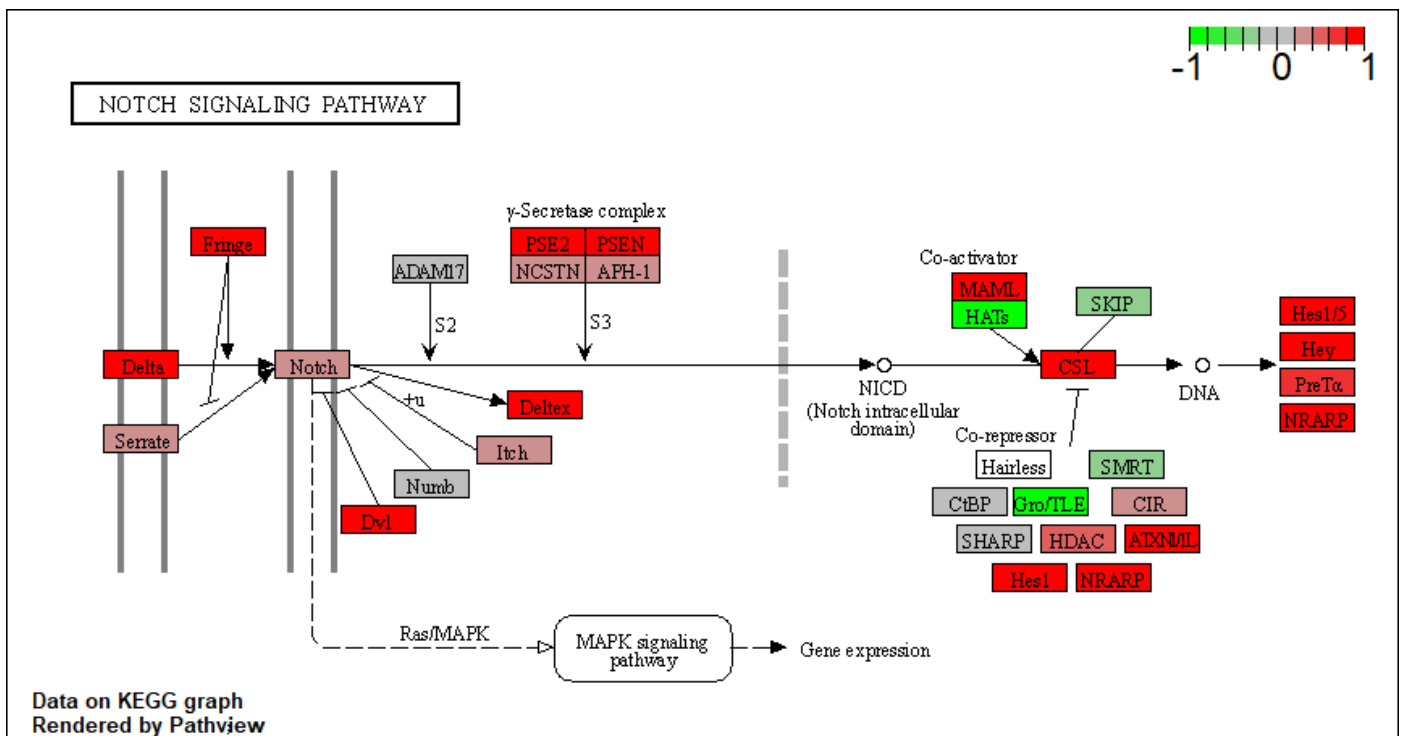 -1 0 1
NOTCH SIGNALING PATHWAY
γ-Secretase complex
Fringe
PSE2 PSEN
ADAM17
NCSTN APH-1
Co-activator
MAML
SKIP
HATs
Hes1/5
S2
S3
Delta
Notch
CSL
Hey
NICD
DNA
PreTα
(Notch intracellular
domain)
+u
Deltex
NRARP
Serrate
Itch
Co-repressor
Hairless
SMRT
Numb
CtBP
Gro/TLE
CIR
Dvl
SHARP
HDAC
ATXN1L
Hes1
NRARP
Ras/MAPK
MAPK signaling
pathway
Gene expression
Data on KEGG graph
Rendered by Pathview